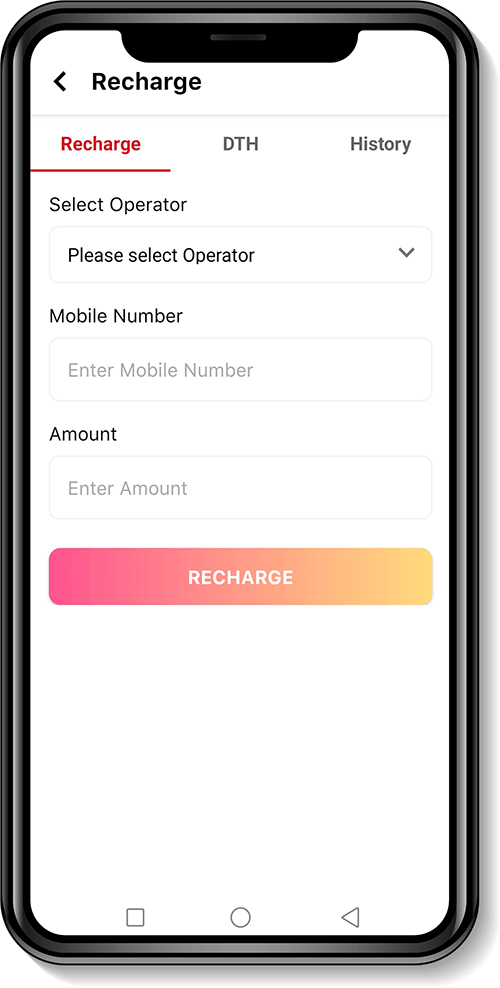 Recharge
Recharge DTH History
Select Operator
Please select Operator
Mobile Number
Enter Mobile Number
Amount
Enter Amount
RECHARGE